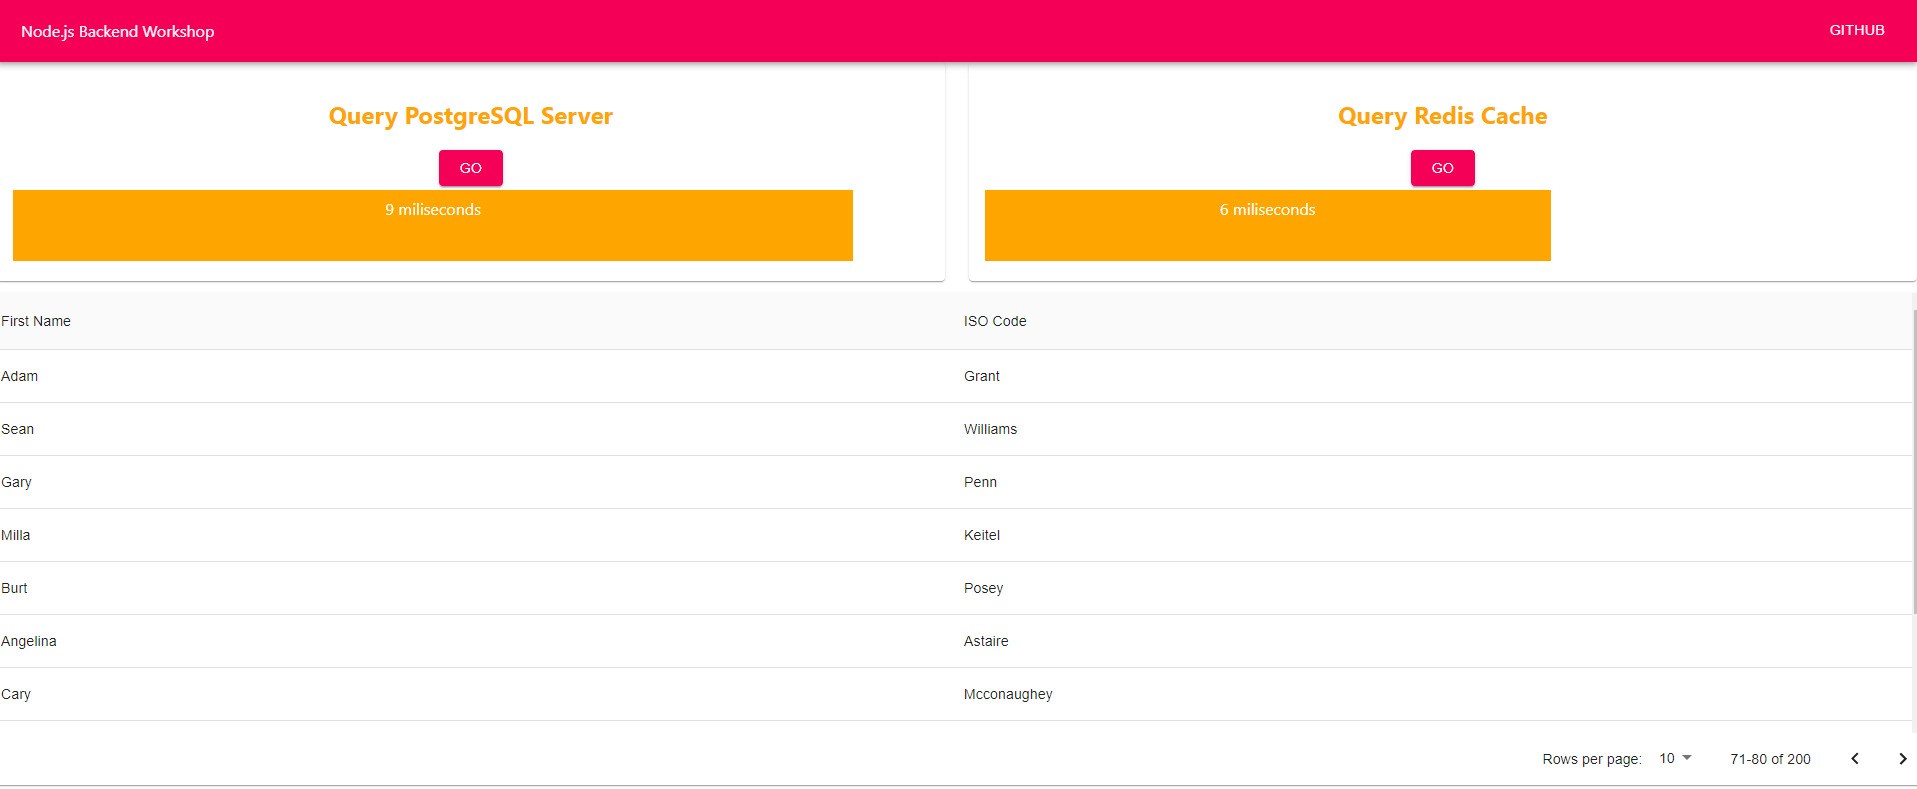 Node.js Backend Workshop GITHUB
Query PostgreSQL Server
GO
9 miliseconds
Query Redis Cache
GO
6 miliseconds
First Name ISO Code
Adam Grant
Sean Williams
Gary Penn
Milla Keitel
Burt Posey
Angelina Astaire
Cary Mcconaughey
Rows per page: 10 71-80 of 200